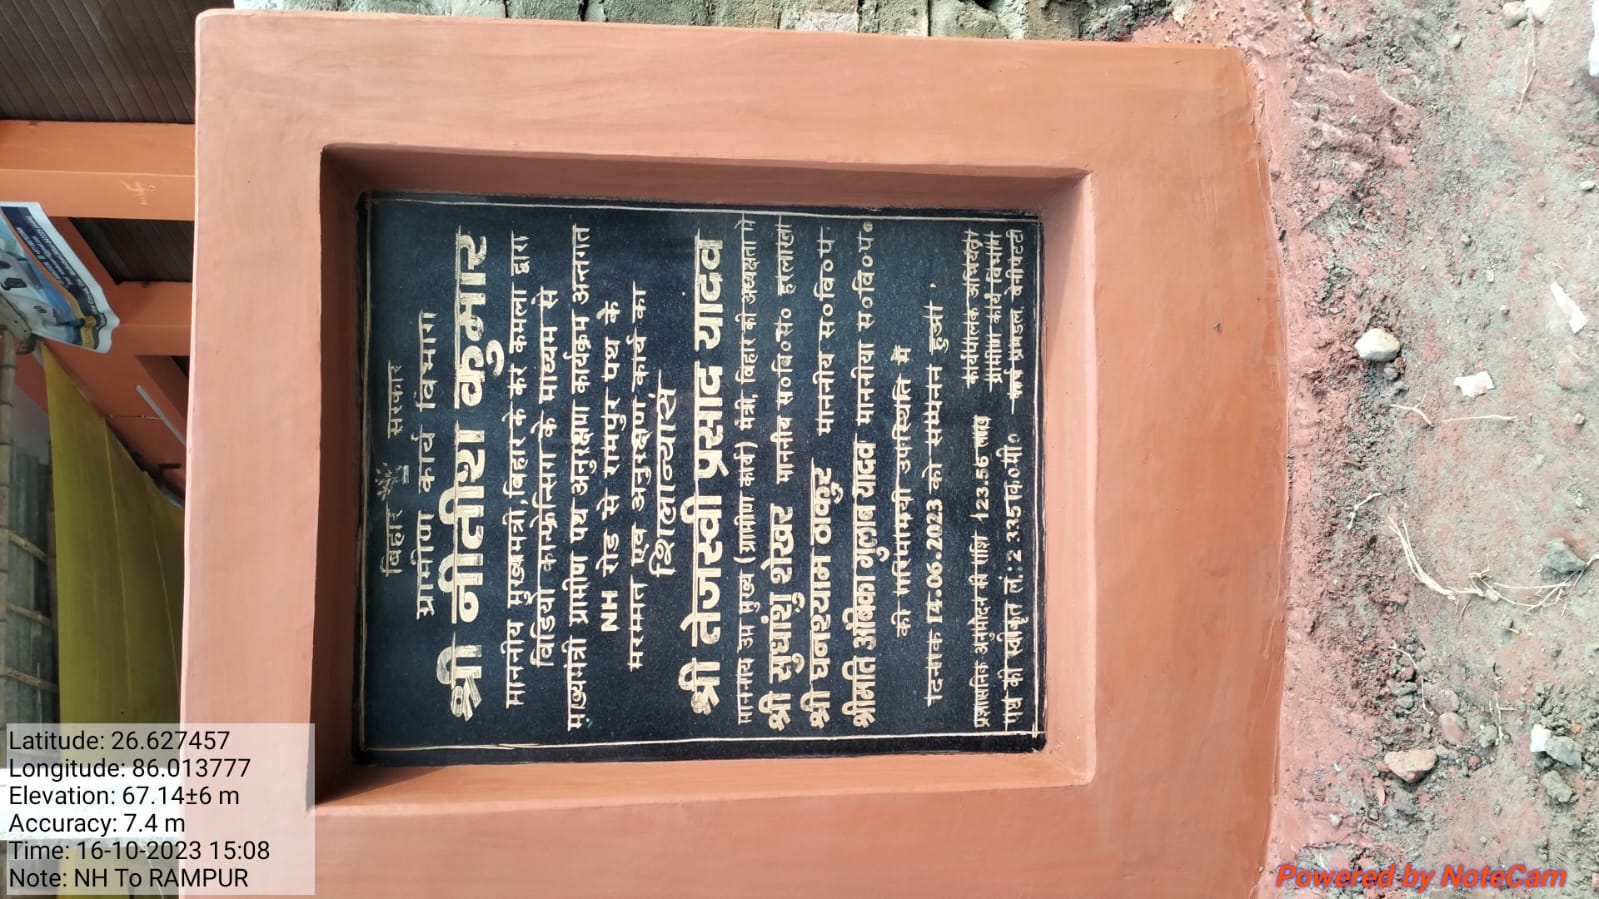 बिहार सरकार
ग्रामीण कार्य विभाग
श्री नीतीश कुमार
माननीय मुख्यमंत्री, बिहार के कर कमलो द्वारा
विडियो कान्फ्रेन्सिग के माध्यम से
मुख्यमंत्री ग्रामीण पथ अनुरक्षण कार्यक्रम अन्तर्गत
NH रोड से रामपुर पथ के
मरम्मत एवं अनुरक्षण कार्य का
शिलान्यास
श्री तेजस्वी प्रसाद यादव
माननीय उप मुख्य (ग्रामीण कार्य) मंत्री, बिहार की अध्यक्षता में
श्री सुधांशु शेखर माननीय स०वि०स० हरलाखी
श्री घनश्याम ठाकुर माननीय स०वि०प०
श्रीमति अंबिका गुलाब यादव माननीया स०वि०प०
की गरिमामयी उपस्थिति में
दिनांक 14.06.2023 को सम्पन्न हुआ।
प्रशासनिक अनुमोदन की राशि 123.56 लाख
पथ की स्वीकृत लं.: 2.335 कि०मी०
कार्यपालक अभियंता
ग्रामीण कार्य विभाग
कार्य प्रमंडल बेनीपट्टी
Latitude: 26.627457
Longitude: 86.013777
Elevation: 67.14±6 m
Accuracy: 7.4 m
Time: 16-10-2023 15:08
Note: NH To RAMPUR
Powered by NoteCam